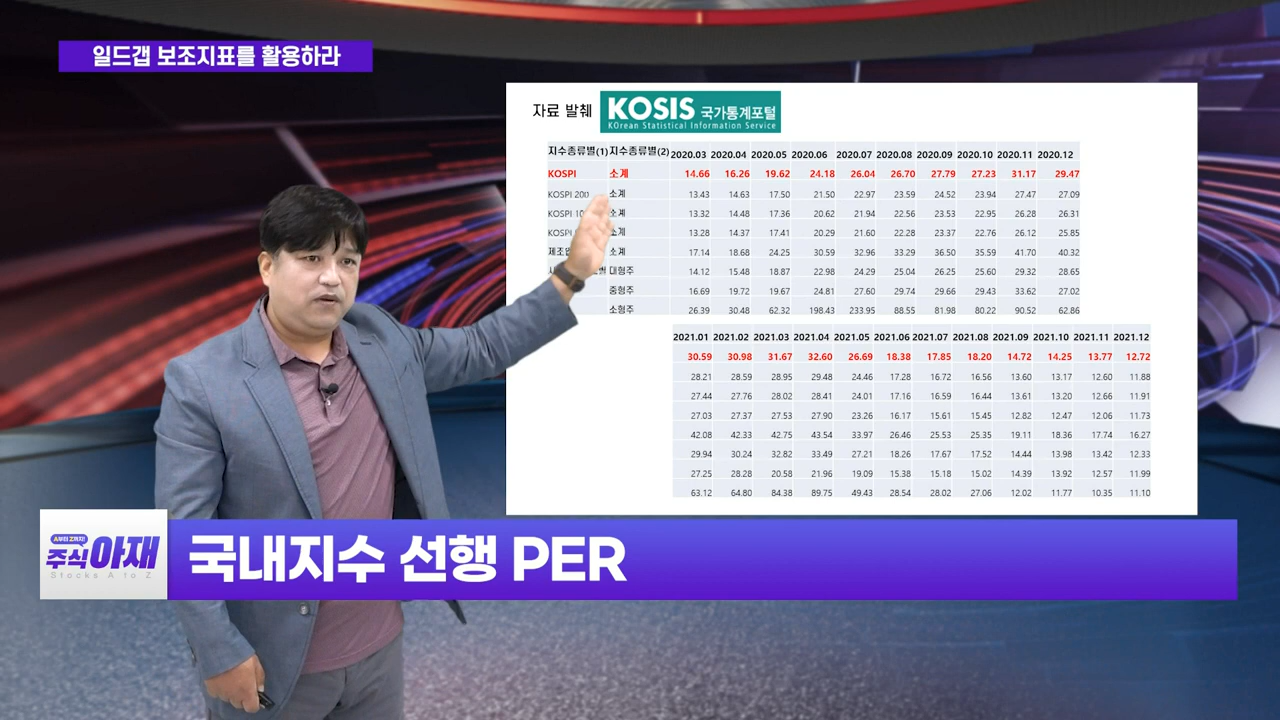 일드갭 보조지표를 활용하라
자료 발췌 KOSIS 국가통계포털
KOrean Statistical Information Service
지수종류별(1) 지수종류별(2) 2020.03 2020.04 2020.05 2020.06 2020.07 2020.08 2020.09 2020.10 2020.11 2020.12
KOSPI 소계 14.66 16.26 19.62 24.18 26.04 26.70 27.79 27.23 31.17 29.47
KOSPI 200 소계 13.43 14.63 17.50 21.50 22.97 23.59 24.52 23.94 27.47 27.09
KOSPI 소계 13.32 14.48 17.36 20.62 21.94 22.56 23.53 22.95 26.28 26.31
KOSPI 소계 13.28 14.37 17.41 20.29 21.60 22.28 23.37 22.76 26.12 25.85
소계 17.14 18.68 24.25 30.59 32.96 33.29 36.50 35.59 41.70 40.32
대형주 14.12 15.48 18.87 22.98 24.29 25.04 26.25 25.60 29.32 28.65
중형주 16.69 19.72 19.67 24.81 27.60 29.74 29.66 29.43 33.62 27.02
소형주 26.39 30.48 62.32 198.43 233.95 88.55 81.98 80.22 90.52 62.86
2021.01 2021.02 2021.03 2021.04 2021.05 2021.06 2021.07 2021.08 2021.09 2021.10 2021.11 2021.12
30.59 30.98 31.67 32.60 26.69 18.38 17.85 18.20 14.72 14.25 13.77 12.72
28.21 28.59 28.95 29.48 24.46 17.28 16.72 16.56 13.60 13.17 12.60 11.88
27.44 27.76 28.02 28.41 24.01 17.16 16.59 16.44 13.61 13.20 12.66 11.91
27.03 27.37 27.53 27.90 23.26 16.17 15.61 15.45 12.82 12.47 12.06 11.73
42.08 42.33 42.75 43.54 33.97 26.46 25.53 25.35 19.11 18.36 17.74 16.27
29.94 30.24 32.82 33.49 27.21 18.26 17.67 17.52 14.44 13.98 13.42 12.33
27.25 28.28 20.58 21.96 19.09 15.38 15.18 15.02 14.39 13.92 12.57 11.99
63.12 64.80 84.38 89.75 49.43 28.54 28.02 27.06 12.02 11.77 10.35 11.10
A부터 Z까지!
주식아재
Stocks A to Z
국내지수 선행 PER